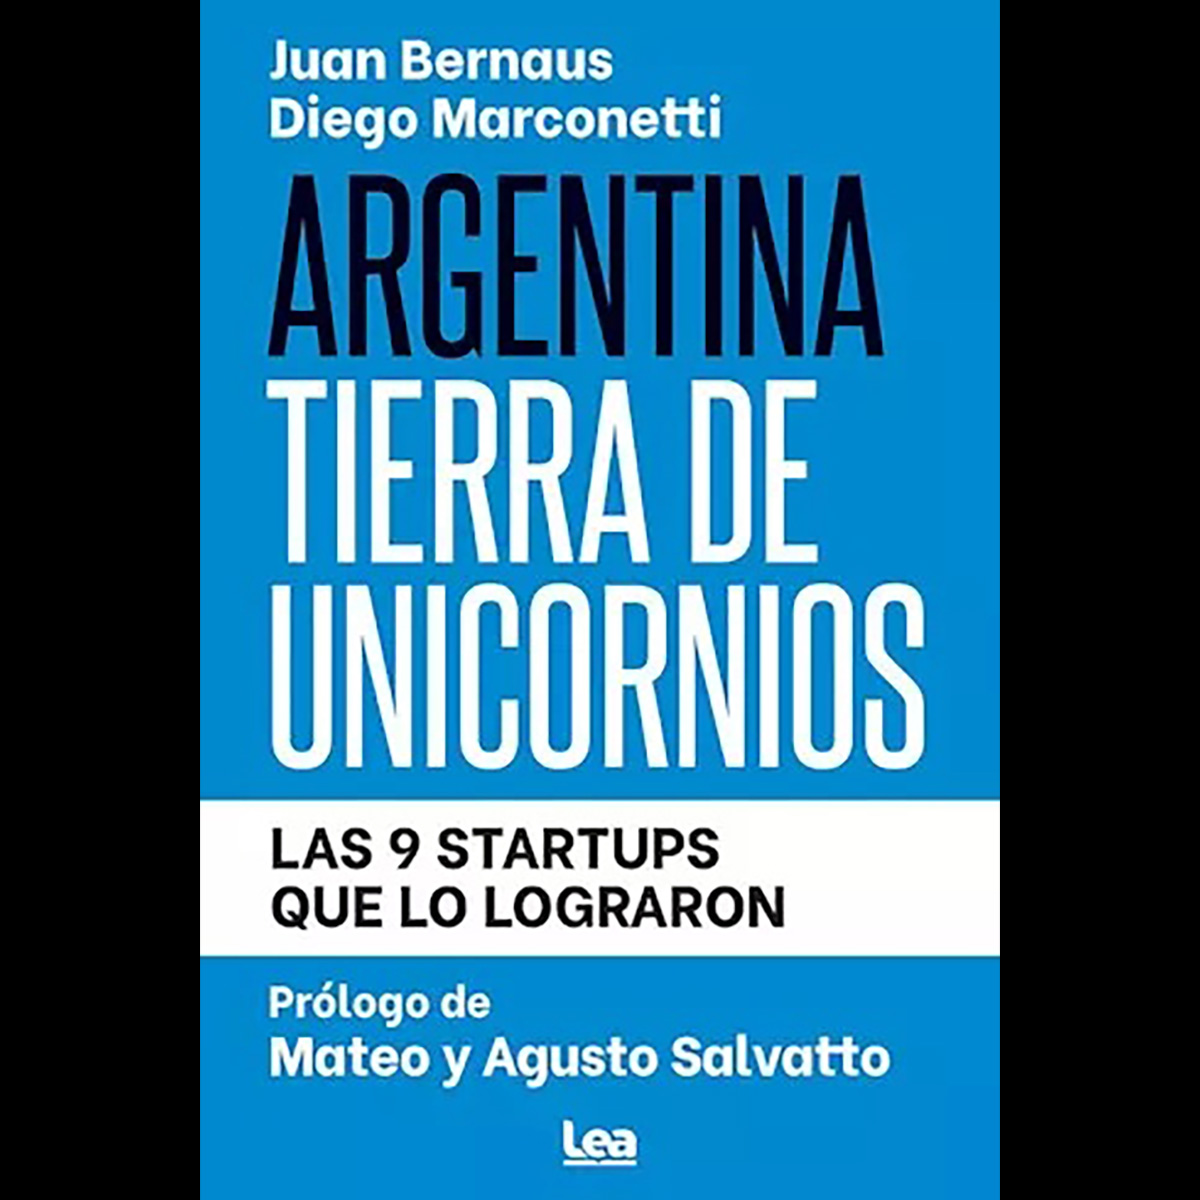 Juan Bernaus
Diego Marconetti
ARGENTINA
TIERRA DE
UNICORNIOS
LAS 9 STARTUPS
QUE LO LOGRARON
Prólogo de
Mateo y Agusto Salvatto
Lea